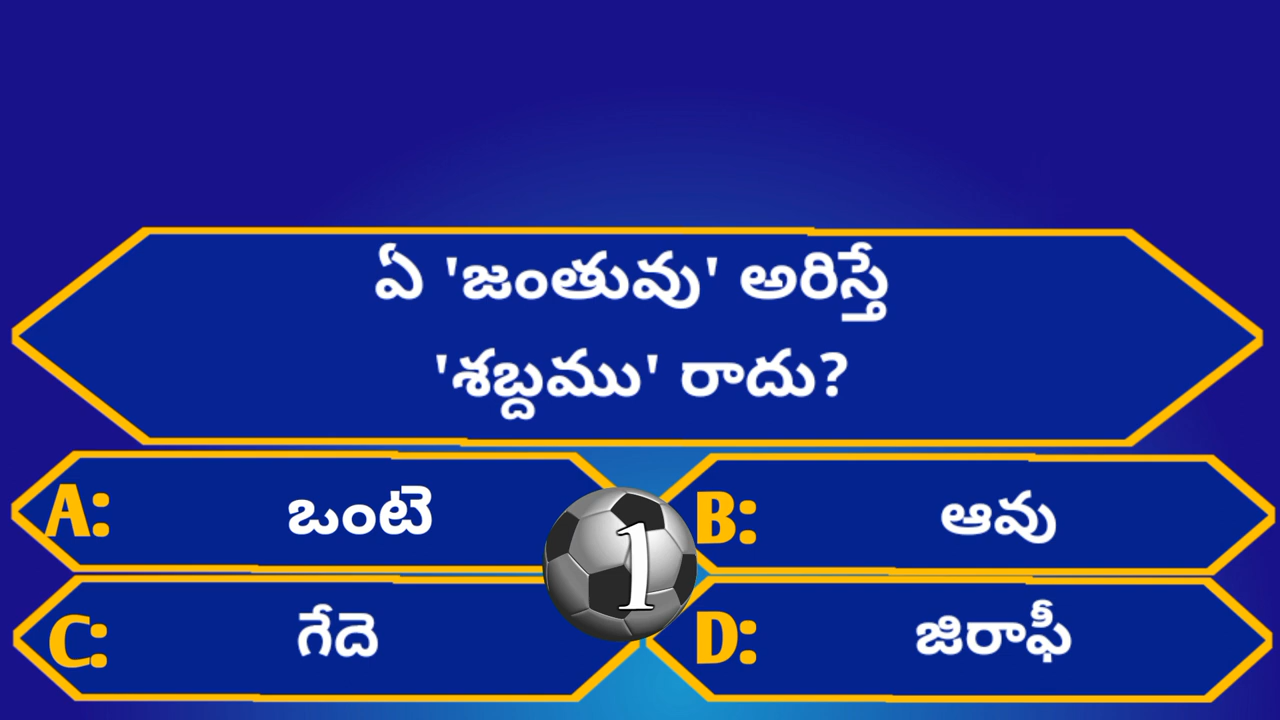 ఏ 'జంతువు' అరిస్తే
'శబ్దము' రాదు?
A: ఒంటె
B: ఆవు
1
C: గేదె
D: జిరాఫీ